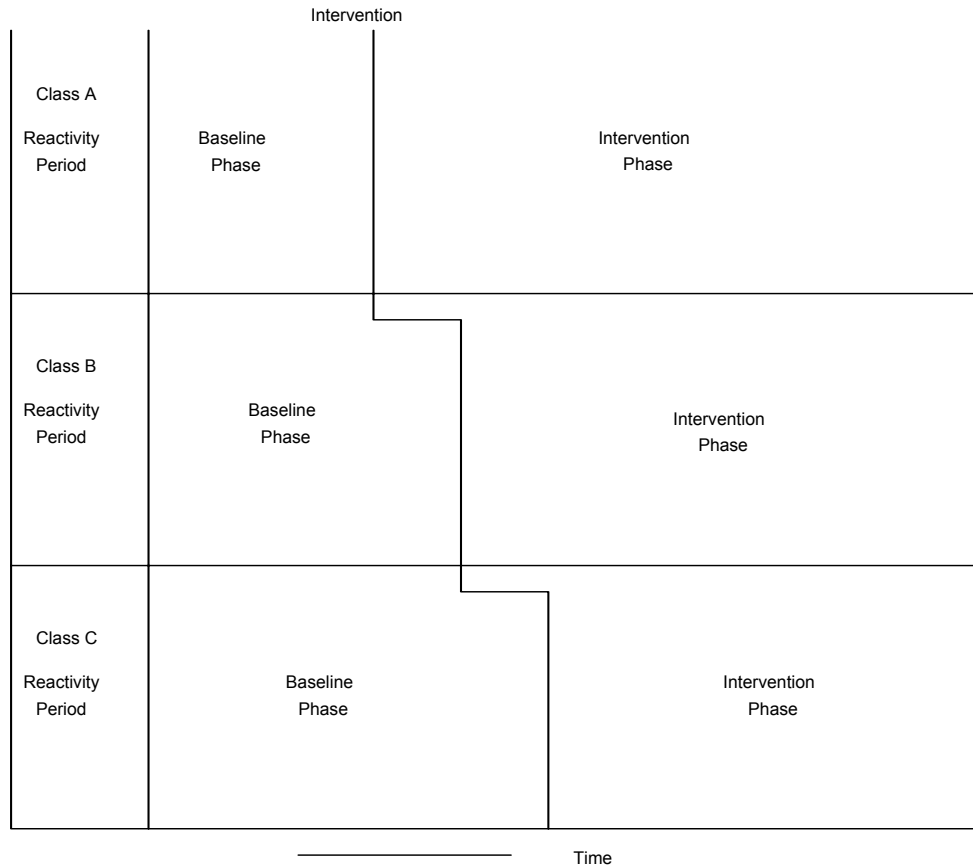 Intervention
Class A
Reactivity
Period
Baseline
Phase
Intervention
Phase
Class B
Reactivity
Period
Baseline
Phase
Intervention
Phase
Class C
Reactivity
Period
Baseline
Phase
Intervention
Phase
Time